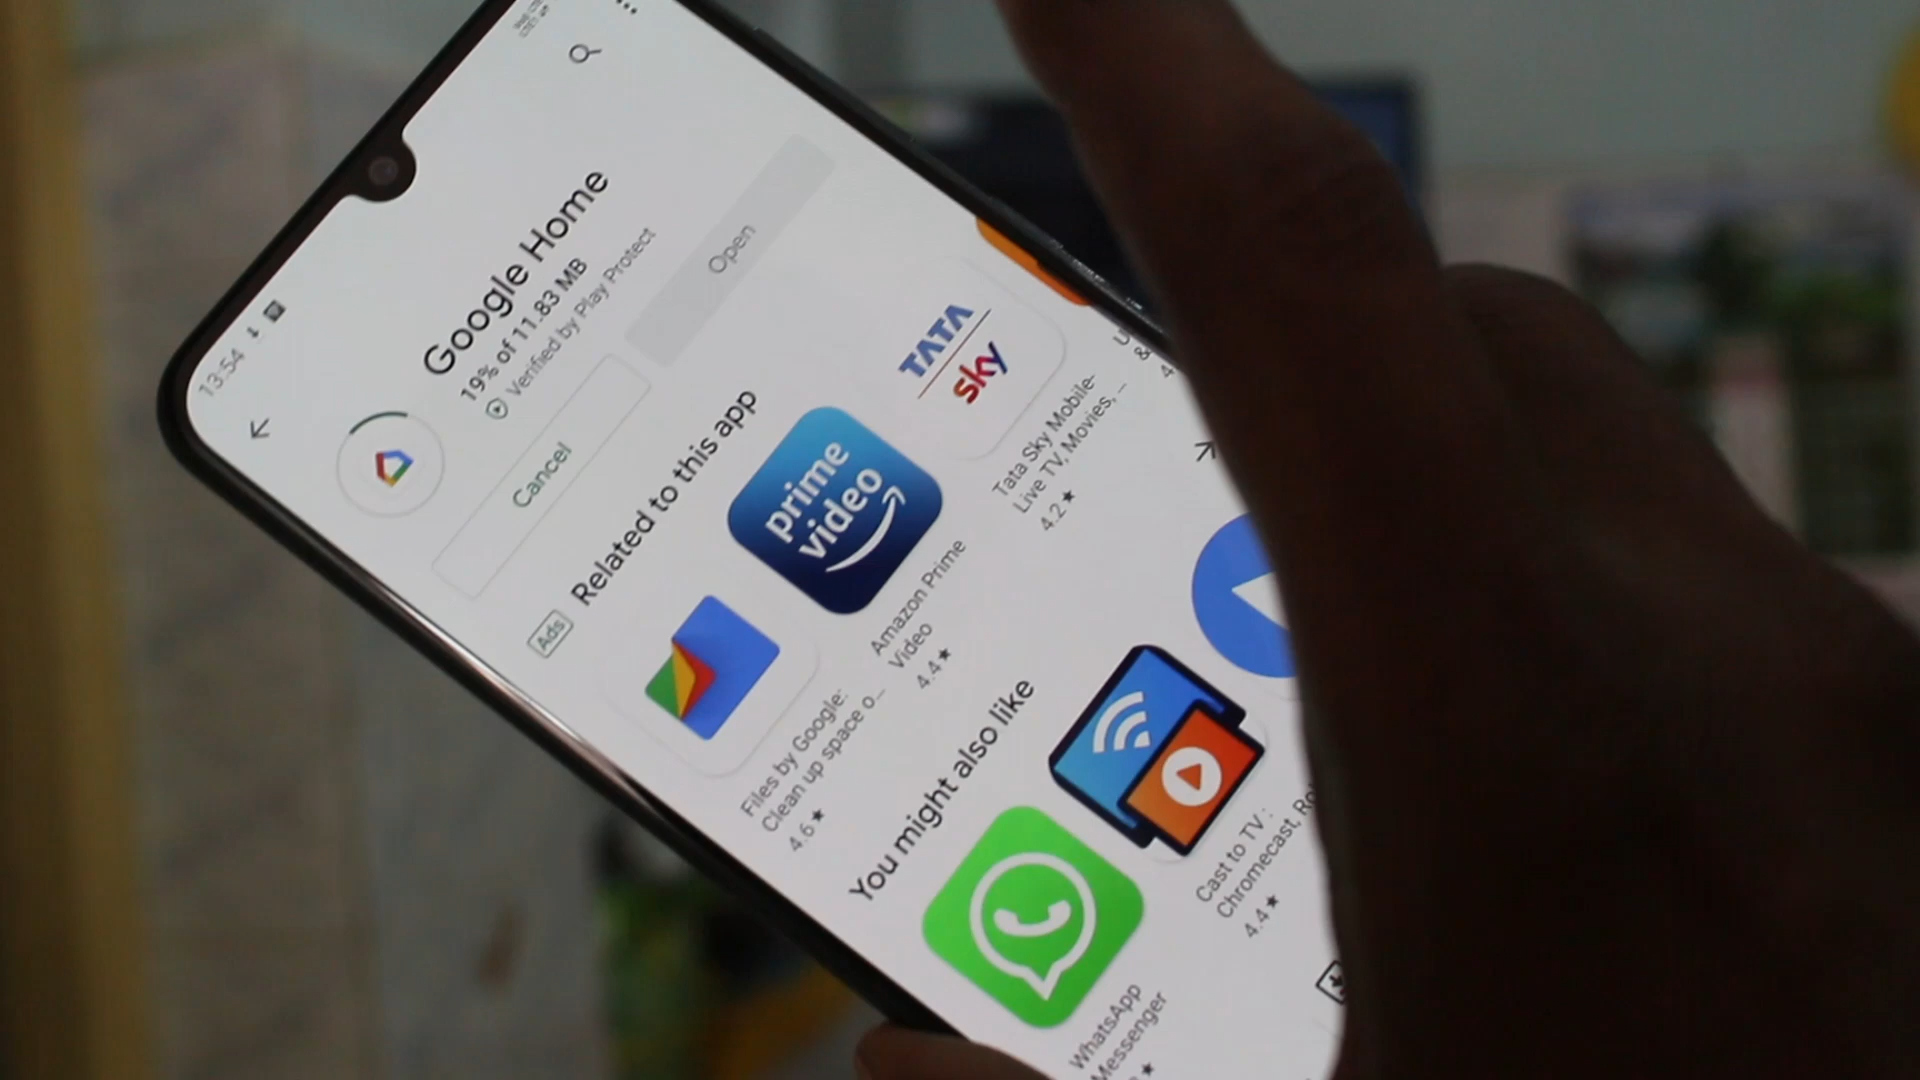 13:54
Google Home
19% of 11.83 MB
Verified by Play Protect
Cancel
Open
Ads
Related to this app
Files by Google:
Clean up space o...
4.6★
prime
video
Amazon Prime
Video
4.4★
TATA
sky
Tata Sky Mobile-
Live TV, Movies, ...
4.2★
U
&
4
You might also like
WhatsApp
Messenger
★
Cast to TV :
Chromecast, Ro
4.4★